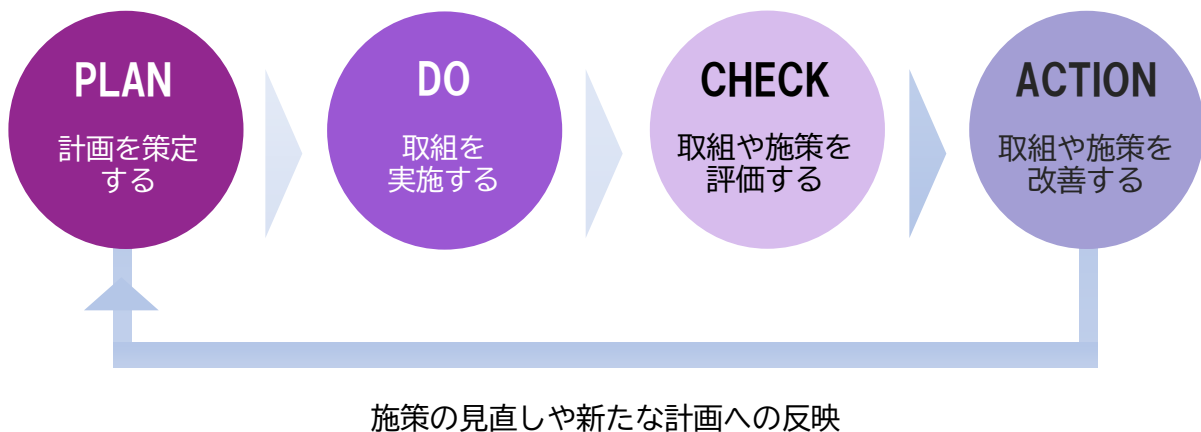 PLAN
計画を策定
する
DO
取組を
実施する
CHECK
取組や施策を
評価する
ACTION
取組や施策を
改善する
施策の見直しや新たな計画への反映